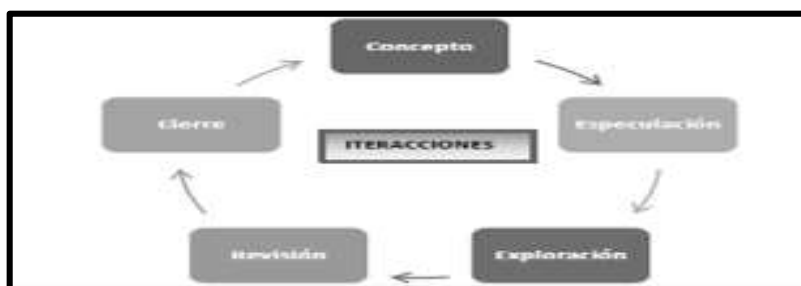 Concepto
Cierre
Especulación
ITERACCIONES
Revisión
Exploración